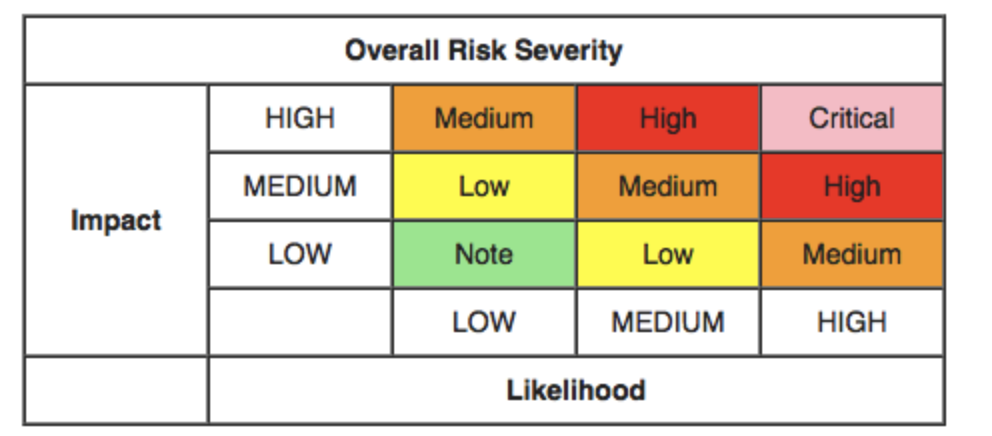 Overall Risk Severity
HIGH Medium High Critical
MEDIUM Low Medium High
Impact
LOW Note Low Medium
LOW MEDIUM HIGH
Likelihood